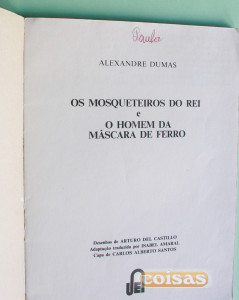 Paula
ALEXANDRE DUMAS
OS MOSQUETEIROS DO REI
e
O HOMEM DA
MÁSCARA DE FERRO
Desenhos de ARTURO DEL CASTILLO
Adaptação traduzida por ISABEL AMARAL
Capa de CARLOS ALBERTO SANTOS
coisas